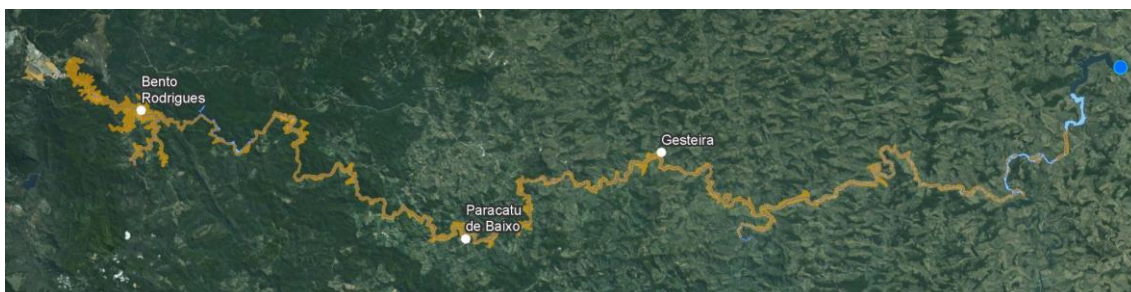 Bento
Rodrigues
Gesteira
Paracatu
de Baixo